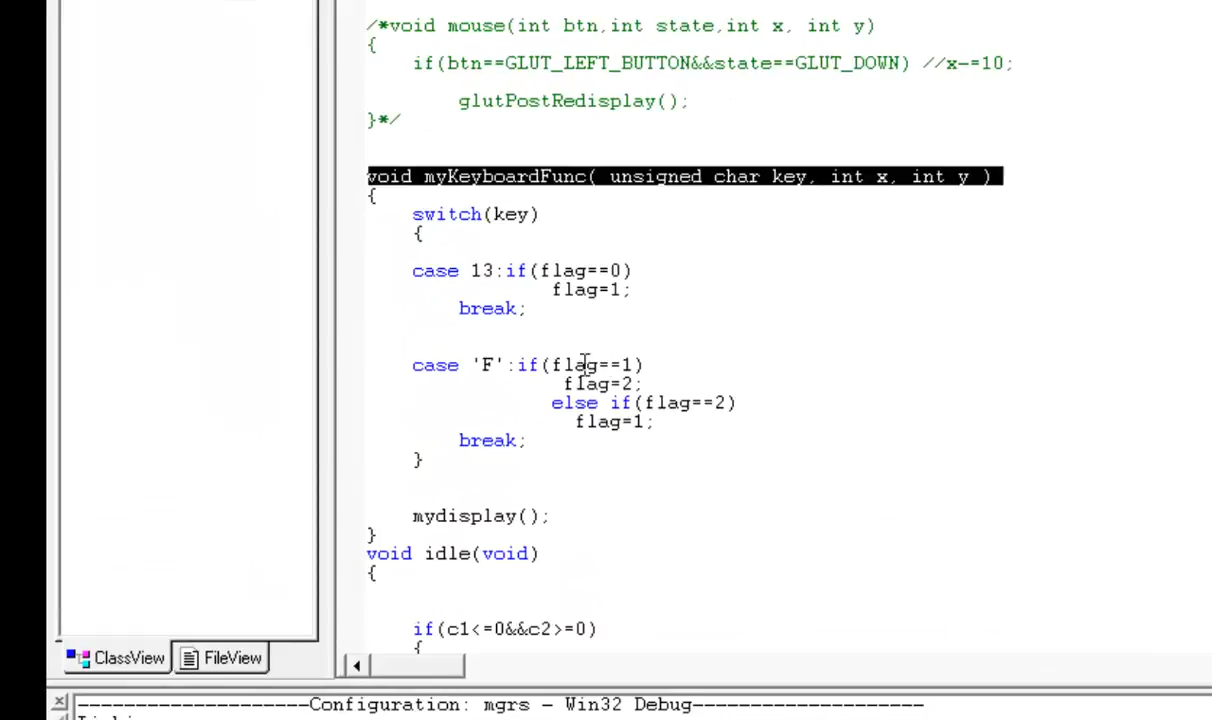 /*void mouse(int btn,int state,int x, int y)
{
if(btn==GLUT_LEFT_BUTTON&&state==GLUT_DOWN) //x-=10;
glutPostRedisplay();
}*/
void myKeyboardFunc( unsigned char key, int x, int y )
{
switch(key)
{
case 13:if(flag==0)
flag=1;
break;
case 'F':if(flag==1)
flag=2;
else if(flag==2)
flag=1;
break;
}
mydisplay();
}
void idle(void)
{
if(c1<=0&&c2>=0)
{
ClassView FileView
--------------------Configuration: mgrs - Win32 Debug--------------------